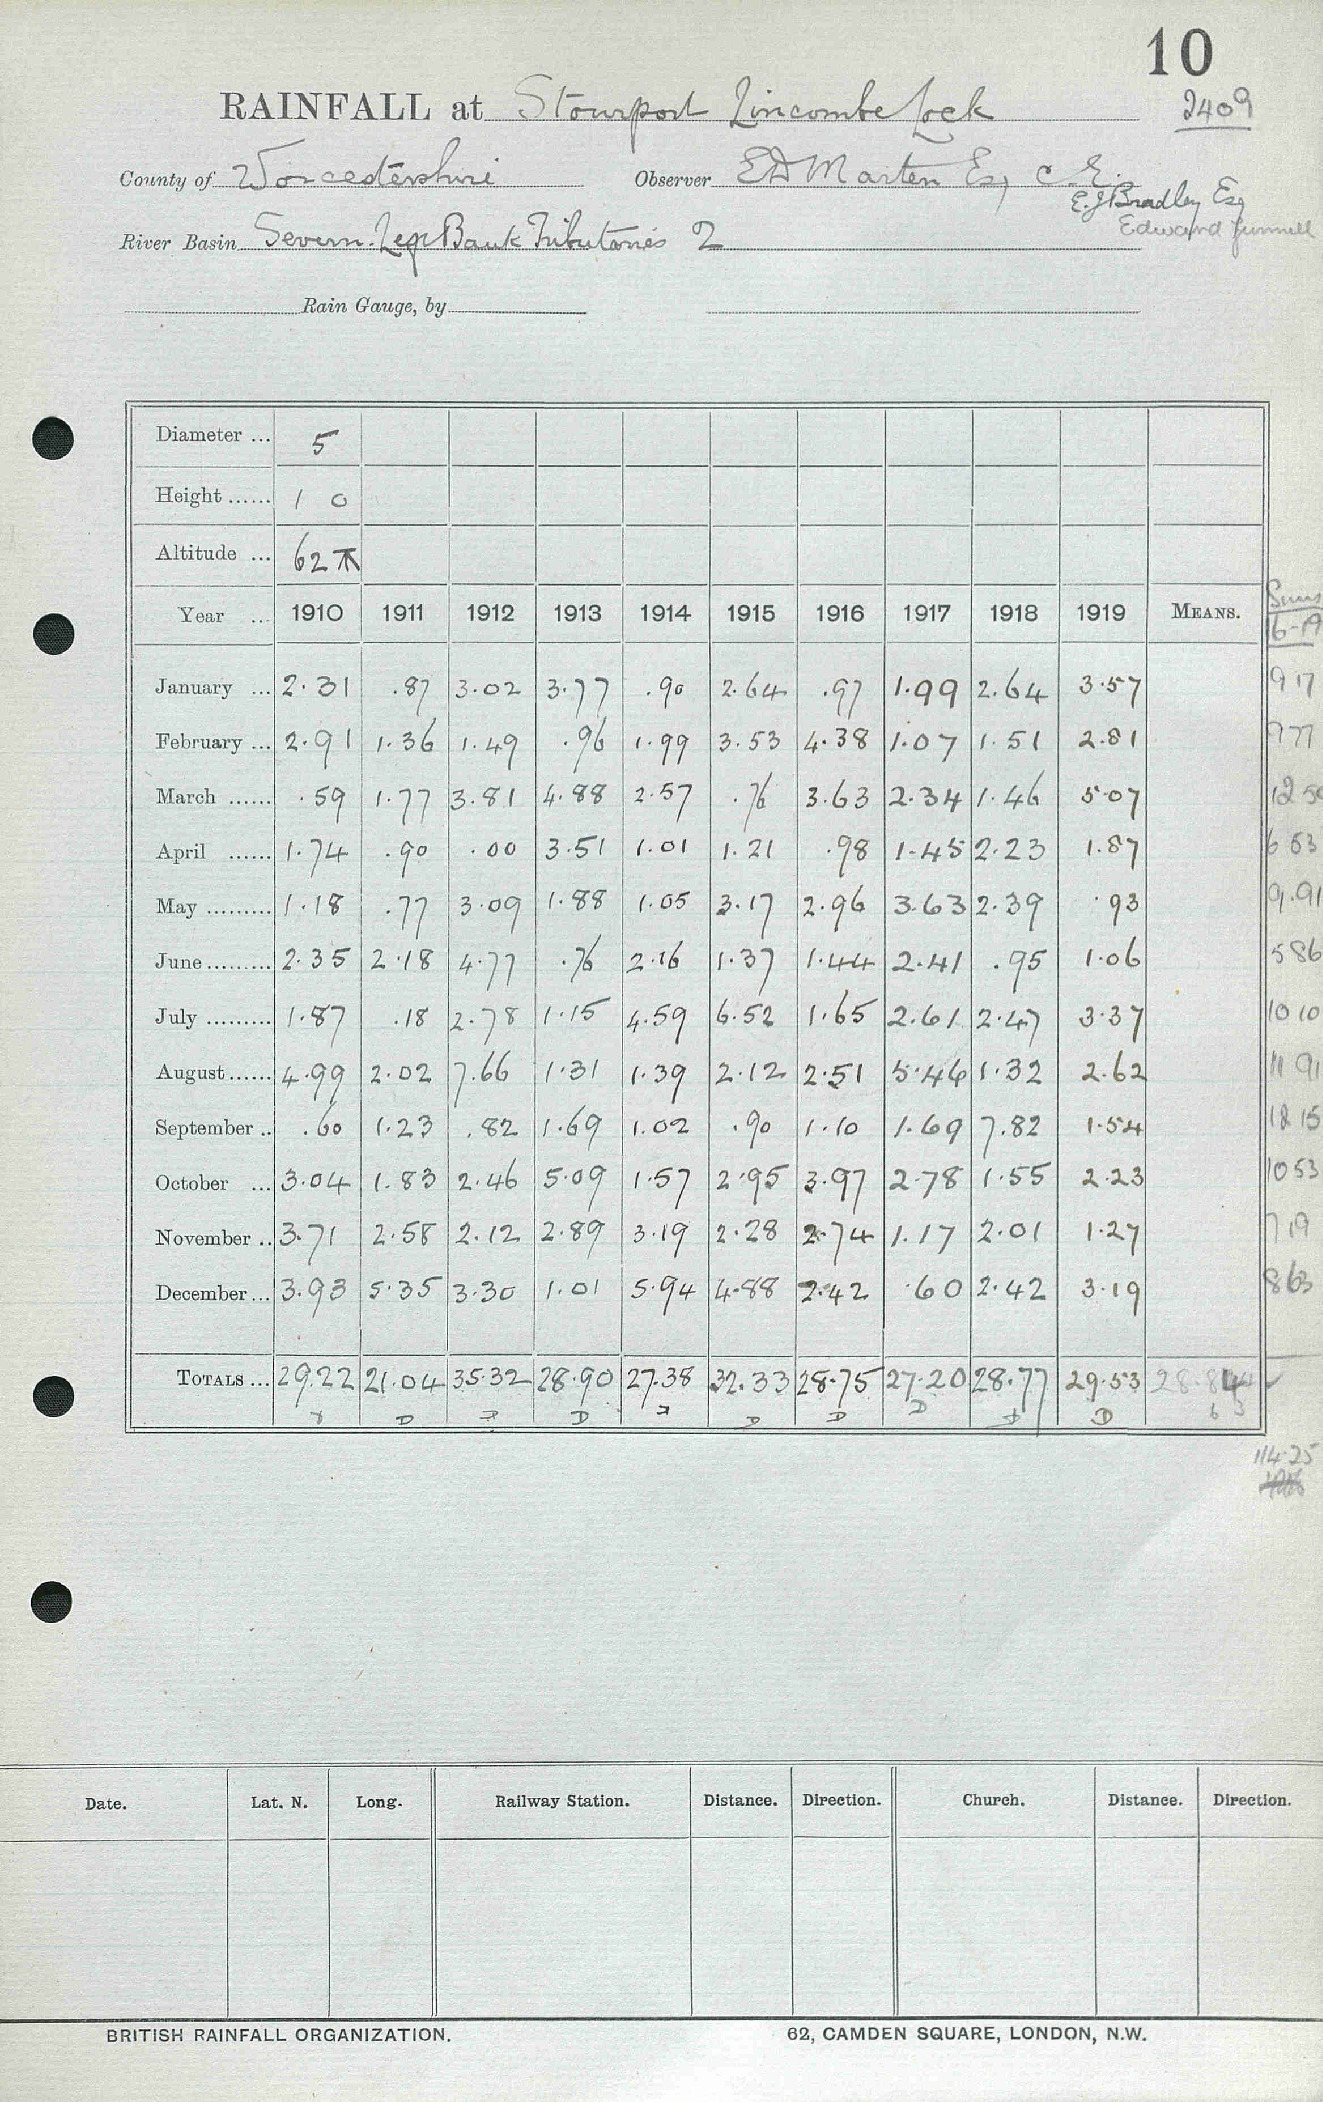 10
RAINFALL at Stourport Lincombe Lock 2409
County of Worcestershire Observer E D Marten Esq C.E.
E.J Bradley Esq
River Basin Severn. Left Bank Tributaries 2 Edward
Rain Gauge, by
Diameter ... 5
Height ...... 1 0
Altitude ... 62
Sums
Year ... 1910 1911 1912 1913 1914 1915 1916 1917 1918 1919 MEANS. 16-19
January ... 2.31 .87 3.02 3.77 .90 2.64 .97 1.99 2.64 3.57 9 17
February ... 2.91 1.36 1.49 .96 1.99 3.53 4.38 1.07 1.51 2.81 9 77
March ...... .59 1.77 3.81 4.88 2.57 .76 3.63 2.34 1.46 5.07 12 50
April ...... 1.74 .90 .00 3.51 1.01 1.21 .98 1.45 2.23 1.87 6 53
May ......... 1.18 .77 3.09 1.88 1.05 3.17 2.96 3.63 2.39 .93 9.91
June ......... 2.35 2.18 4.77 .76 2.16 1.37 1.44 2.41 .95 1.06 5 86
July ......... 1.87 .18 2.78 1.15 4.59 6.52 1.65 2.61 2.47 3.37 10 10
August ...... 4.99 2.02 7.66 1.31 1.39 2.12 2.51 5.46 1.32 2.62 11 91
September .. .60 1.23 .82 1.69 1.02 .90 1.10 1.69 7.82 1.54 12 15
October ... 3.04 1.83 2.46 5.09 1.57 2.95 3.97 2.78 1.55 2.23 10 53
November .. 3.71 2.58 2.12 2.89 3.19 2.28 2.74 1.17 2.01 1.27 7 19
December ... 3.93 5.35 3.30 1.01 5.94 4.88 2.42 .60 2.42 3.19 8 63
TOTALS ... 29.22 21.04 35.32 28.90 27.38 32.33 28.75 27.20 28.77 29.53 28.84
D D D D D D D
114.25
Date. Lat. N. Long. Railway Station. Distance. Direction. Church. Distance. Direction.
BRITISH RAINFALL ORGANIZATION. 62, CAMDEN SQUARE, LONDON, N.W.